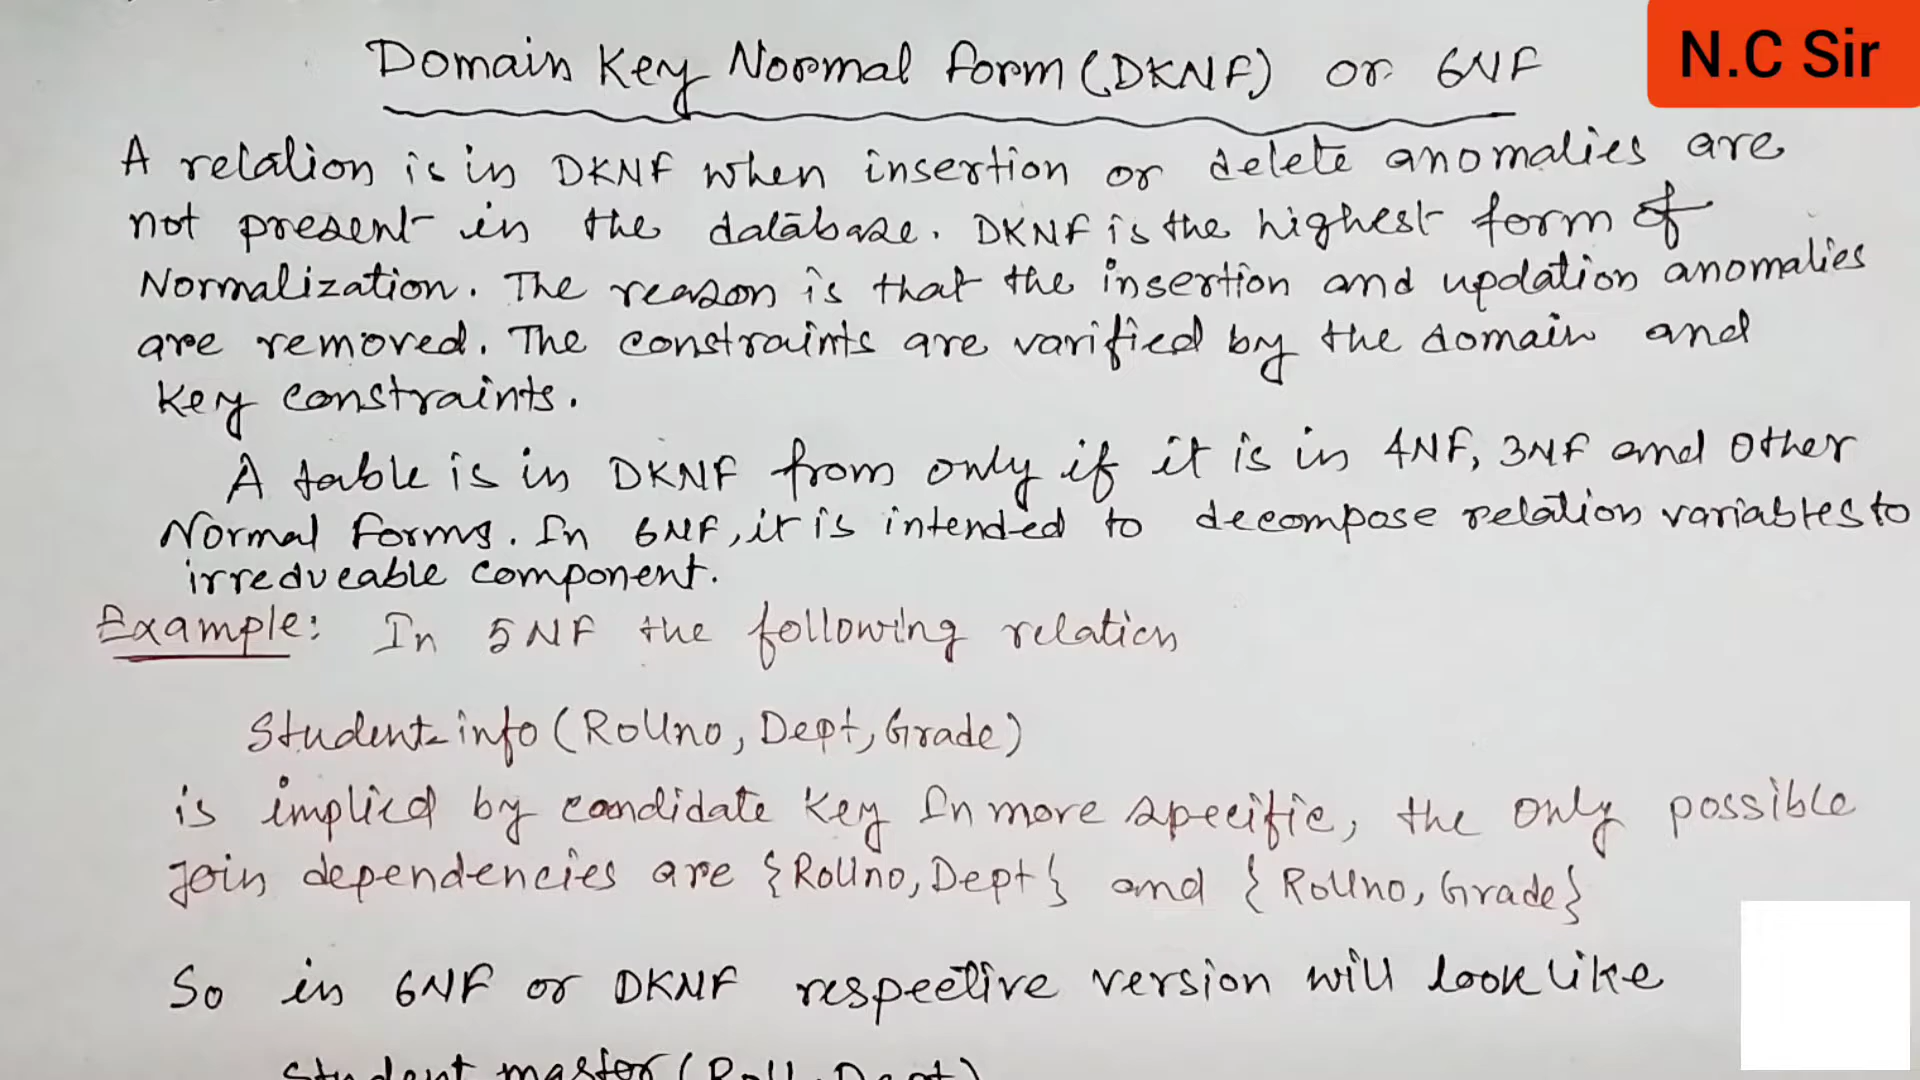 Domain Key Normal Form (DKNF) or 6NF
N.C Sir
A relation is in DKNF when insertion or delete anomalies are
not present in the database. DKNF is the highest form of
Normalization. The reason is that the insertion and updation anomalies
are removed. The constraints are varified by the domain and
key constraints.
A table is in DKNF from only if it is in 4NF, 3NF and Other
Normal Forms. In 6NF, it is intended to decompose relation variables to
irredueable component.
Example: In 5NF the following relation
Student-info (Rollno, Dept, Grade)
is implied by candidate key In more specific, the only possible
join dependencies are {Rollno, Dept} and {Rollno, Grade}
So in 6NF or DKNF respective version will look like
Student master (Roll, Dept)